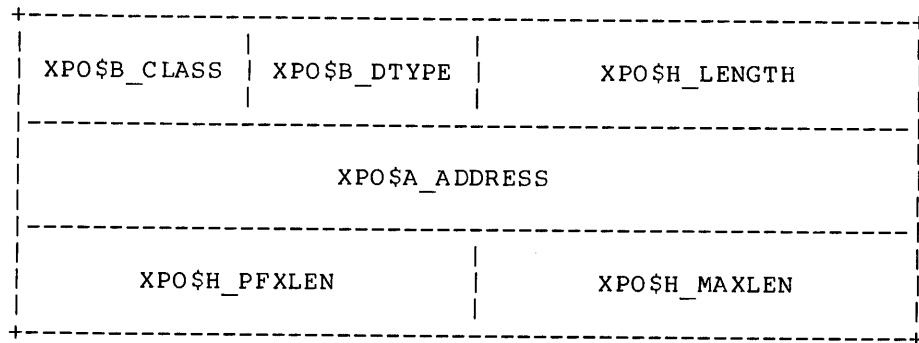 XPO$B_CLASS XPO$B_DTYPE XPO$H_LENGTH
XPO$A_ADDRESS
XPO$H_PFXLEN XPO$H_MAXLEN